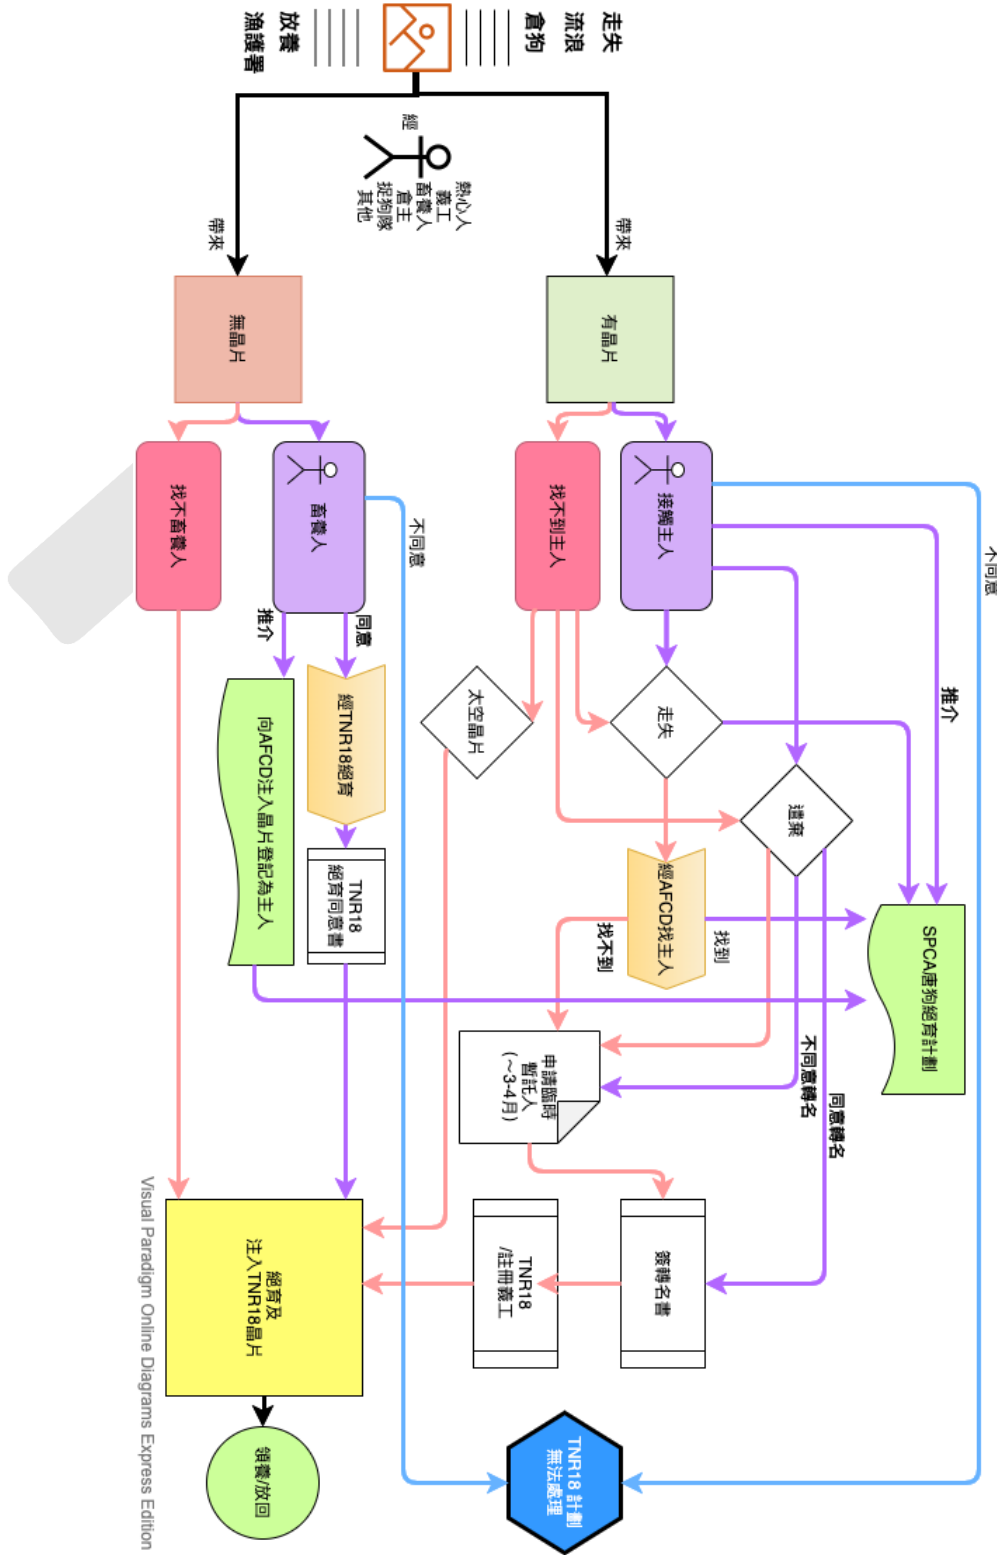 走失
流浪
倉狗
放養
漁護署
經
熱心人
義工
畜養人
倉主
捉狗隊
其他
帶來
帶來
有晶片
無晶片
不同意
接觸主人
找不到主人
不同意
畜養人
找不畜養人
推介
同意
推介
走失
太空晶片
遺棄
經TNR18絕育
向AFCD注入晶片登記為主人
TNR18
絕育同意書
經AFCD找主人
找到
找不到
SPCA唐狗絕育計劃
不同意轉名
同意轉名
申請臨時
暫託人
(～3-4月)
簽轉名書
TNR18
/註冊義工
絕育及
注入TNR18晶片
TNR18 計劃
無法處理
領養/放回
Visual Paradigm Online Diagrams Express Edition